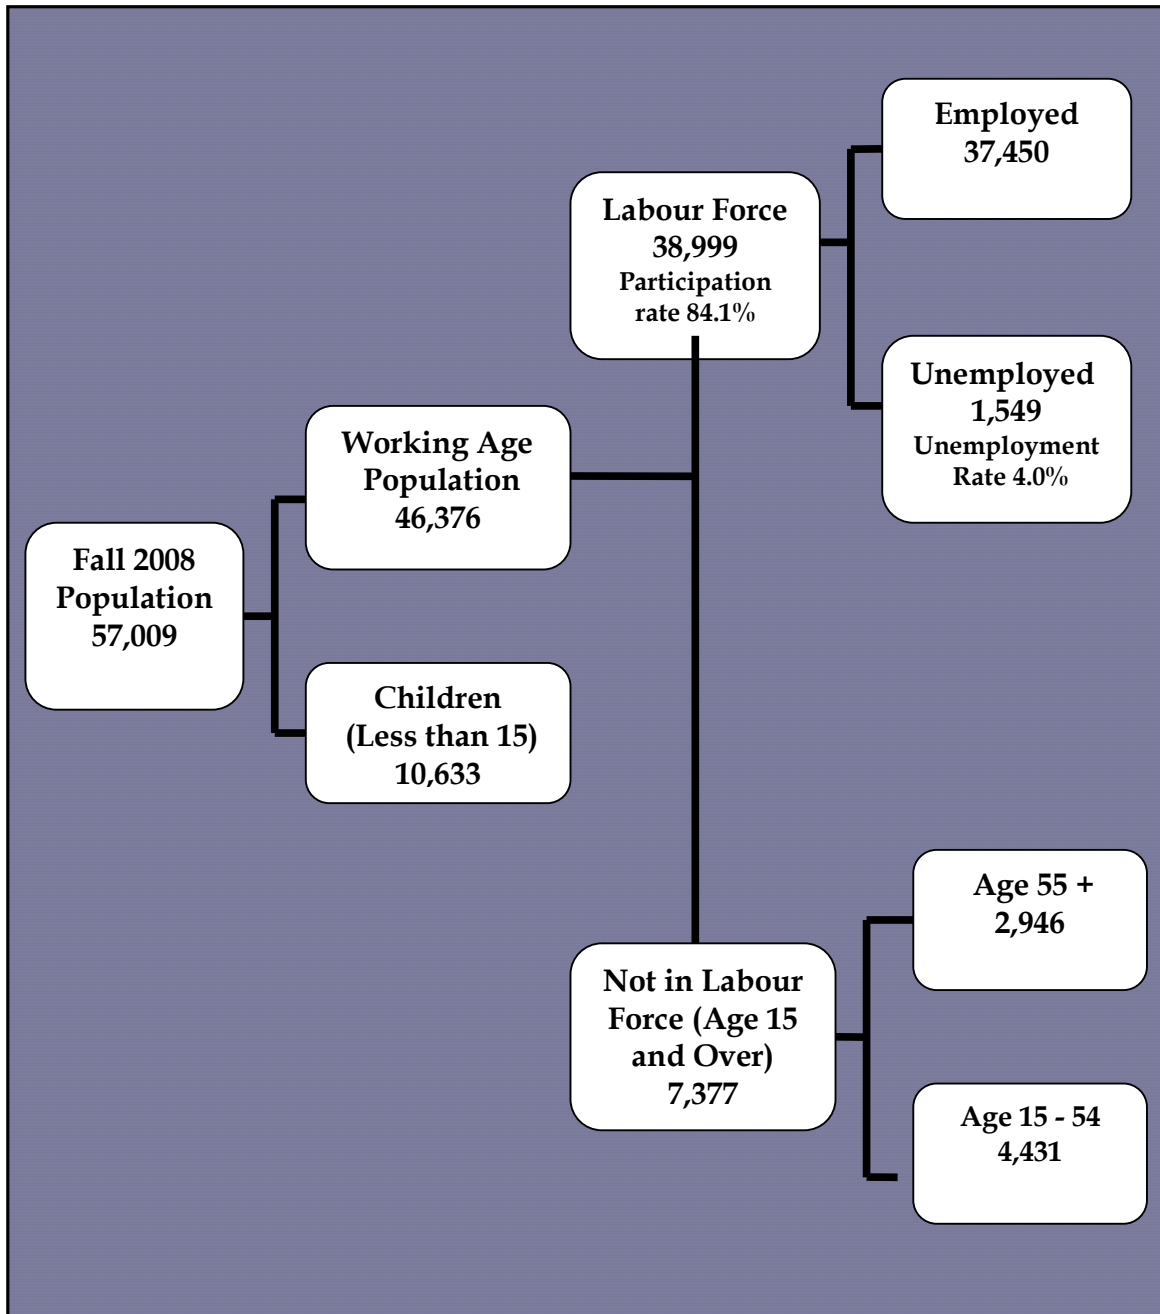 Fall 2008
Population
57,009
Working Age
Population
46,376
Children
(Less than 15)
10,633
Labour Force
38,999
Participation
rate 84.1%
Employed
37,450
Unemployed
1,549
Unemployment
Rate 4.0%
Not in Labour
Force (Age 15
and Over)
7,377
Age 55 +
2,946
Age 15 - 54
4,431